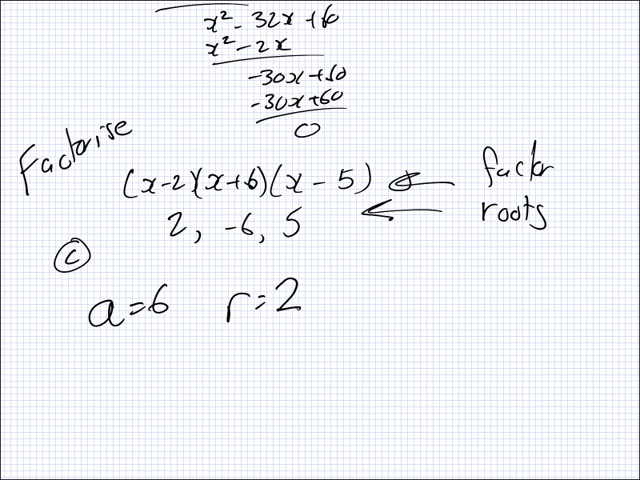 x² - 32x + 60
x² - 2x
-30x + 60
-30x + 60
0
Factorise
(x-2)(x+6)(x-5) ← factor
2, -6, 5 ← roots
(c)
a=6 r=2